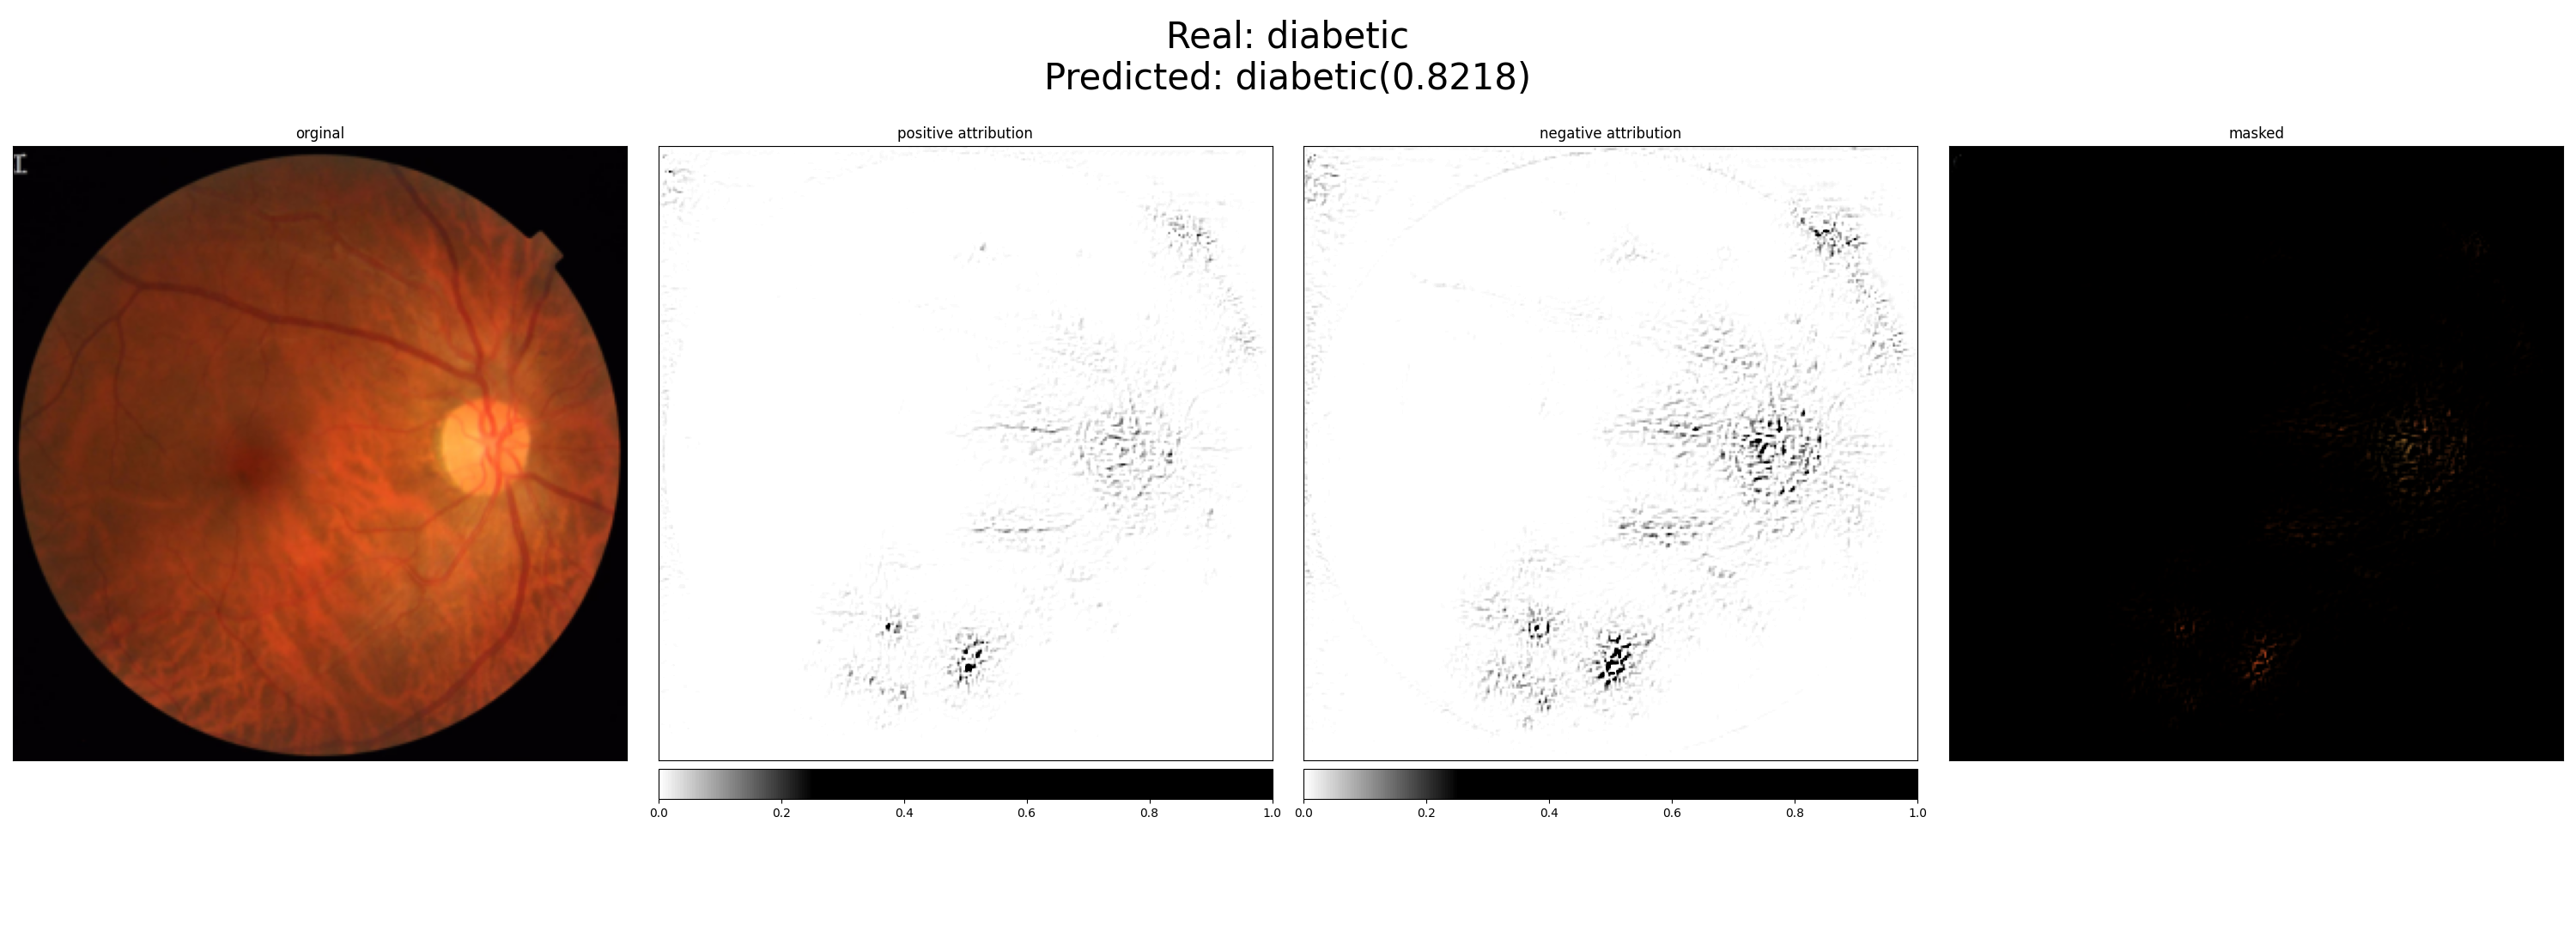 Real: diabetic
Predicted: diabetic(0.8218)
orginal
positive attribution
negative attribution
masked
I
0.0 0.2 0.4 0.6 0.8 1.0
0.0 0.2 0.4 0.6 0.8 1.0